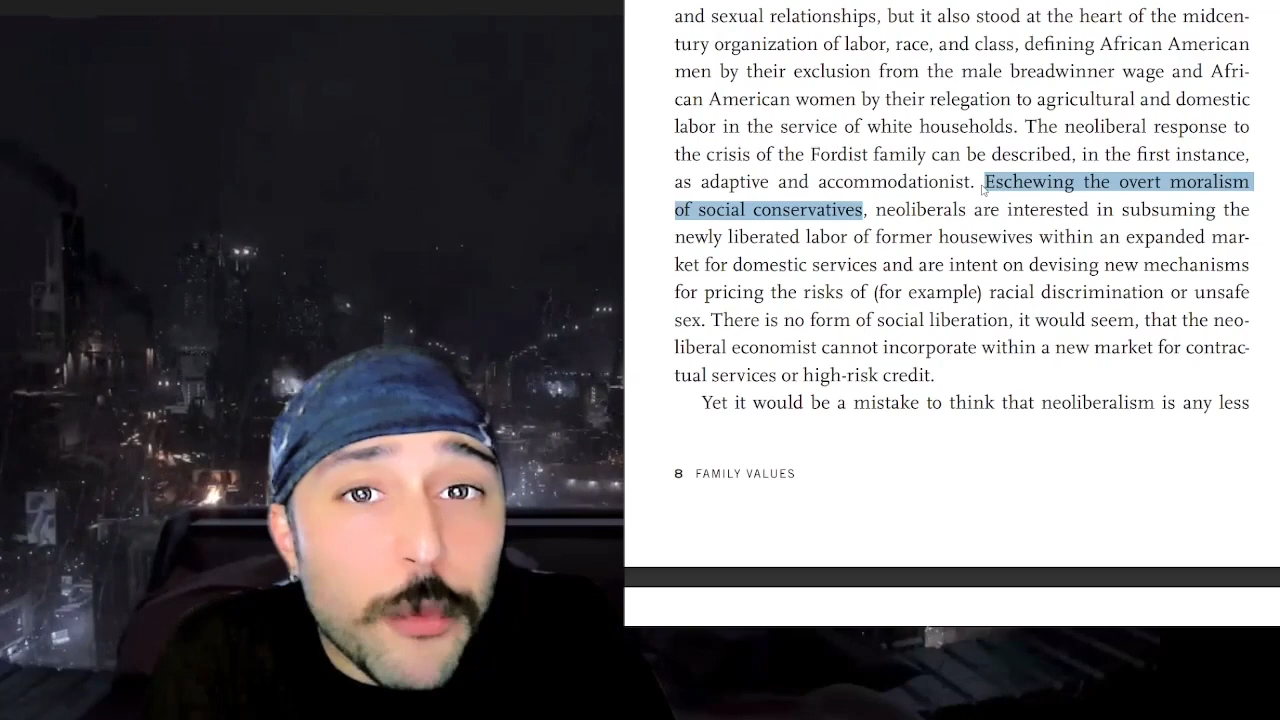 and sexual relationships, but it also stood at the heart of the midcen-
tury organization of labor, race, and class, defining African American
men by their exclusion from the male breadwinner wage and Afri-
can American women by their relegation to agricultural and domestic
labor in the service of white households. The neoliberal response to
the crisis of the Fordist family can be described, in the first instance,
as adaptive and accommodationist. Eschewing the overt moralism
of social conservatives, neoliberals are interested in subsuming the
newly liberated labor of former housewives within an expanded mar-
ket for domestic services and are intent on devising new mechanisms
for pricing the risks of (for example) racial discrimination or unsafe
sex. There is no form of social liberation, it would seem, that the neo-
liberal economist cannot incorporate within a new market for contrac-
tual services or high-risk credit.
Yet it would be a mistake to think that neoliberalism is any less
8 FAMILY VALUES